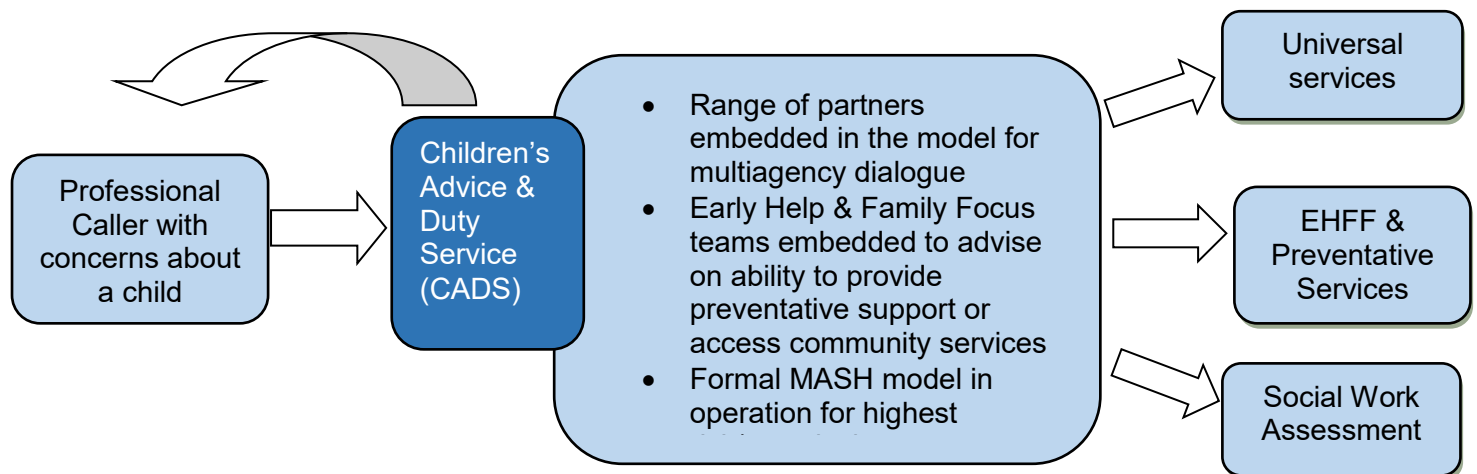 Professional
Caller with
concerns about
a child
Children's
Advice &
Duty
Service
(CADS)
• Range of partners
embedded in the model for
multiagency dialogue
• Early Help & Family Focus
teams embedded to advise
on ability to provide
preventative support or
access community services
• Formal MASH model in
operation for highest
Universal
services
EHFF &
Preventative
Services
Social Work
Assessment